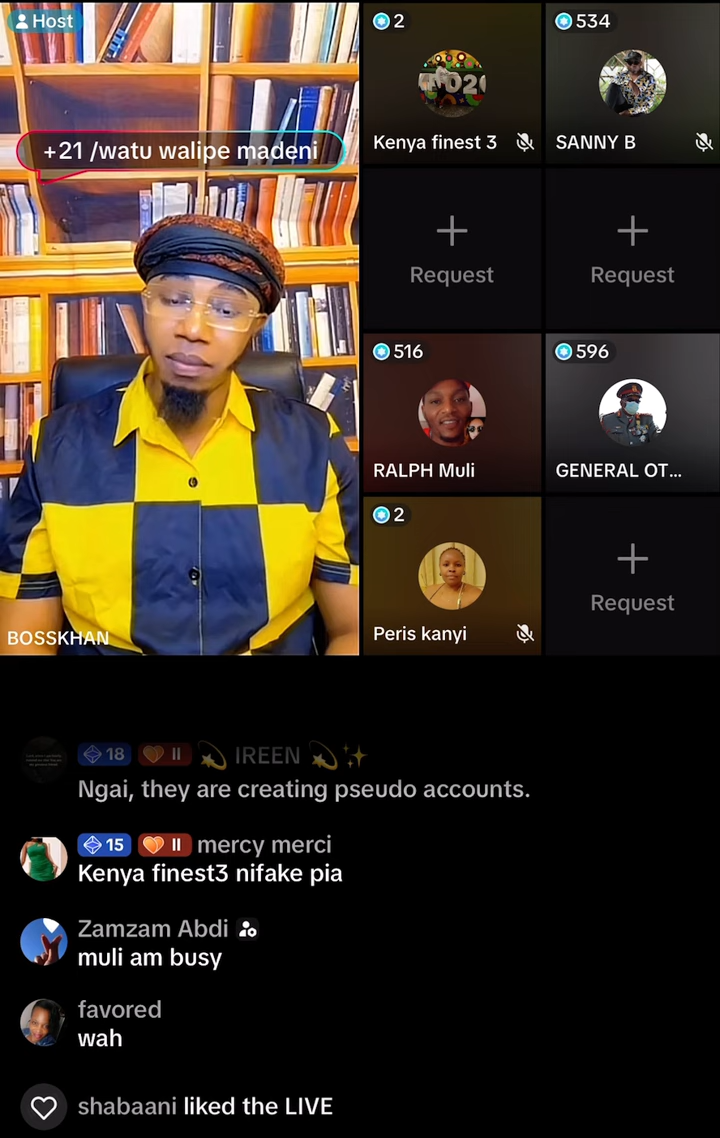 Host
+21 /watu walipe madeni
BOSSKHAN
2
Kenya finest 3
534
SANNY B
Request
Request
516
RALPH Muli
596
GENERAL OT...
2
Peris kanyi
Request
18 II IREEN
Ngai, they are creating pseudo accounts.
15 II mercy merci
Kenya finest3 nifake pia
Zamzam Abdi
muli am busy
favored
wah
shabaani liked the LIVE